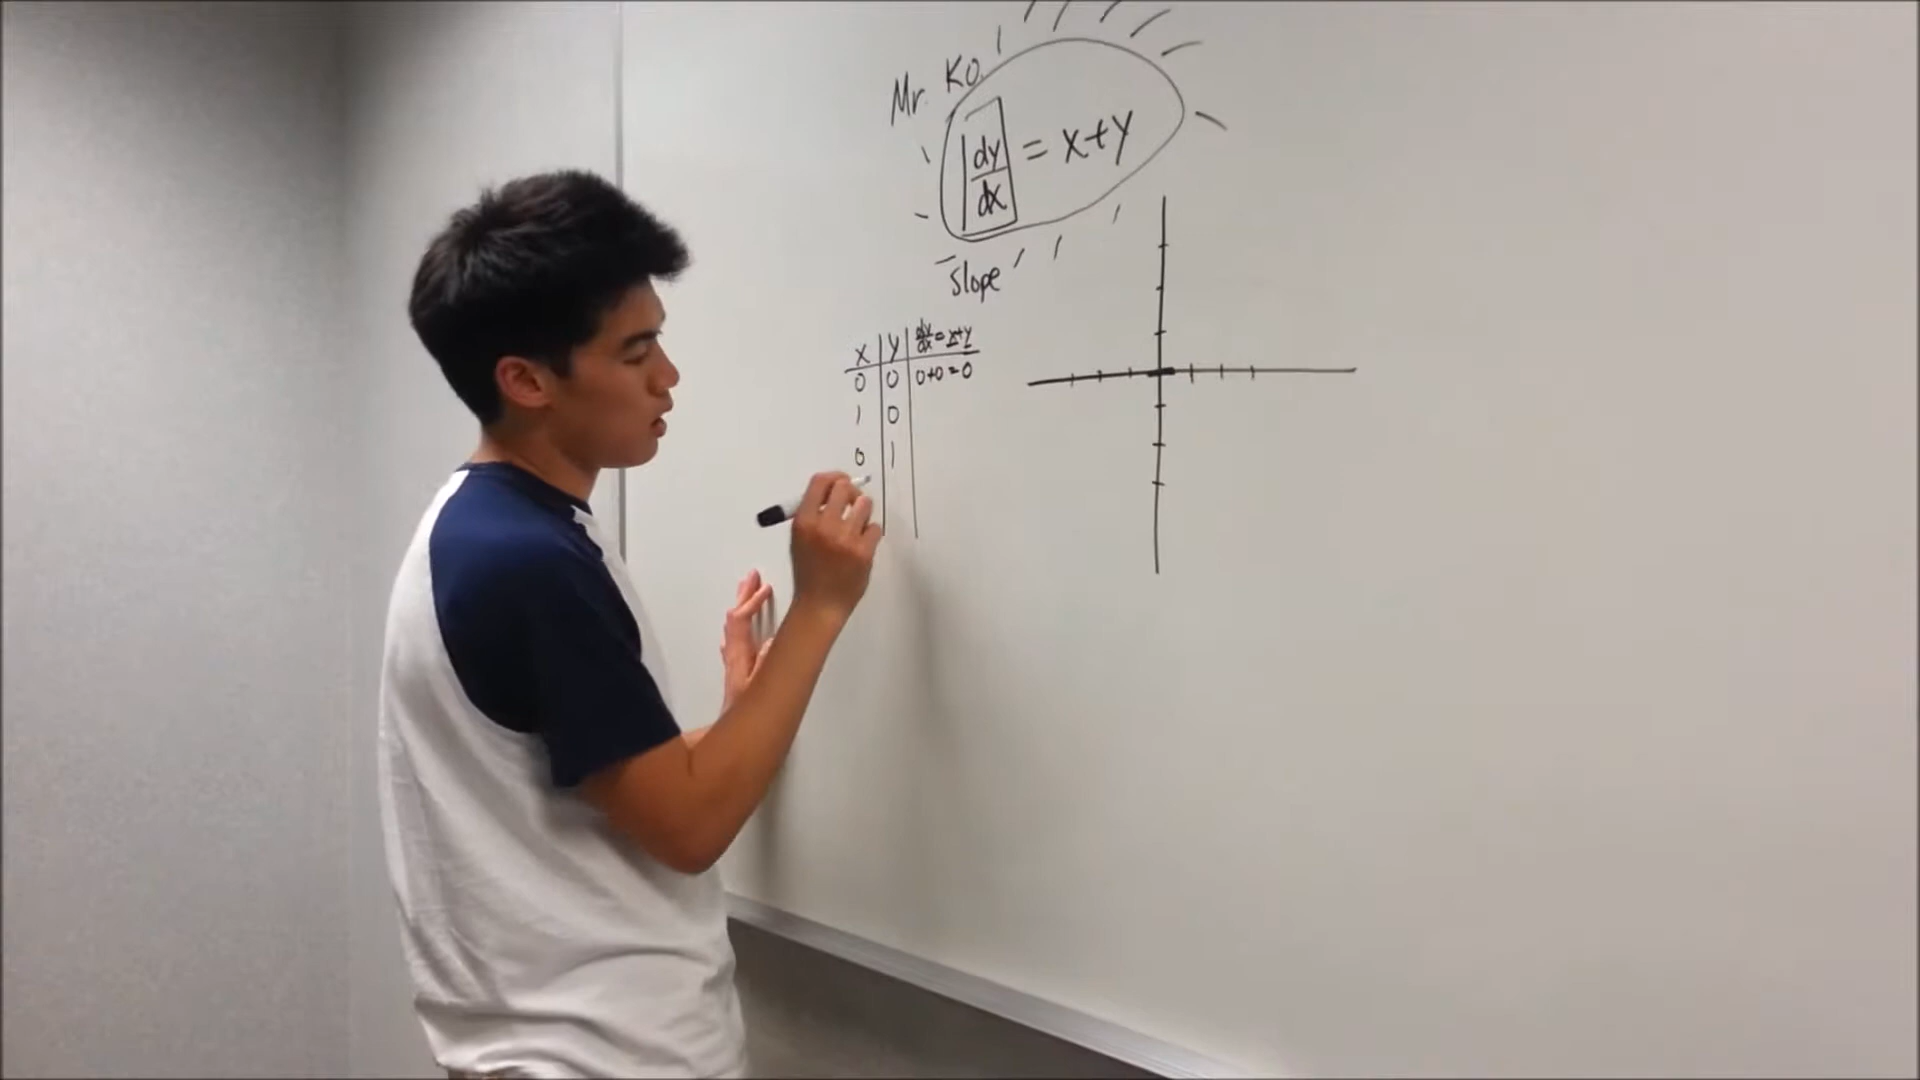 Mr. Ko.
dy/dx = x+y
slope
x y dy/dx = x+y
0 0 0+0=0
1 0
0 1